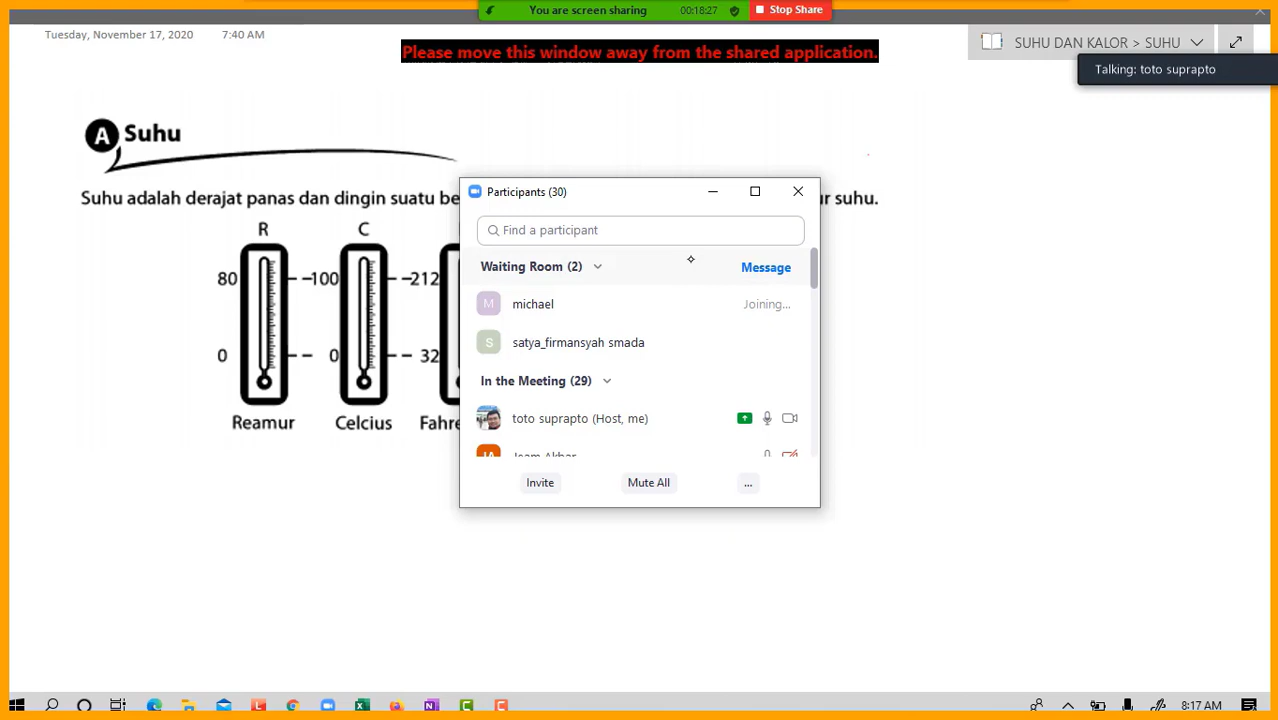 You are screen sharing
00:18:27
Stop Share
Tuesday, November 17, 2020
7:40 AM
Please move this window away from the shared application.
SUHU DAN KALOR > SUHU
Talking: toto suprapto
A Suhu
Suhu adalah derajat panas dan dingin suatu
suhu.
R
C
80
100
212
0
0
32
Reamur
Celcius
Participants (30)
Find a participant
Waiting Room (2)
Message
M
michael
Joining...
S
satya_firmansyah smada
In the Meeting (29)
toto suprapto (Host, me)
Invite
Mute All
...
8:17 AM